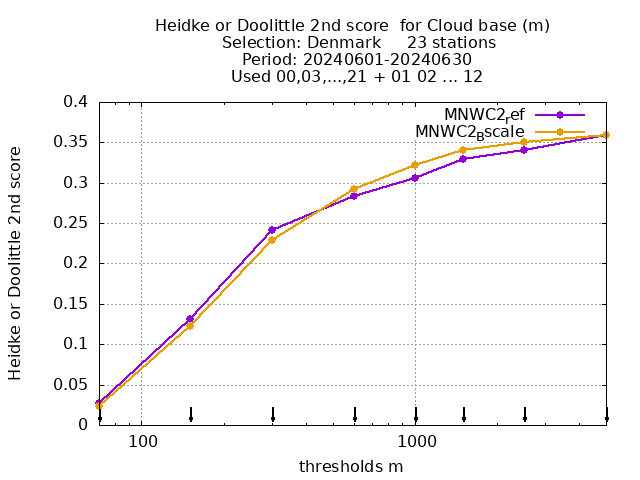 Heidke or Doolittle 2nd score  for Cloud base (m)
Selection: Denmark     23 stations
Period: 20240601-20240630
Used 00,03,...,21 + 01 02 ... 12
MNWC2_ref
MNWC2_Bscale
0.4
0.35
0.3
0.25
0.2
0.15
0.1
0.05
0
Heidke or Doolittle 2nd score
100
1000
thresholds m